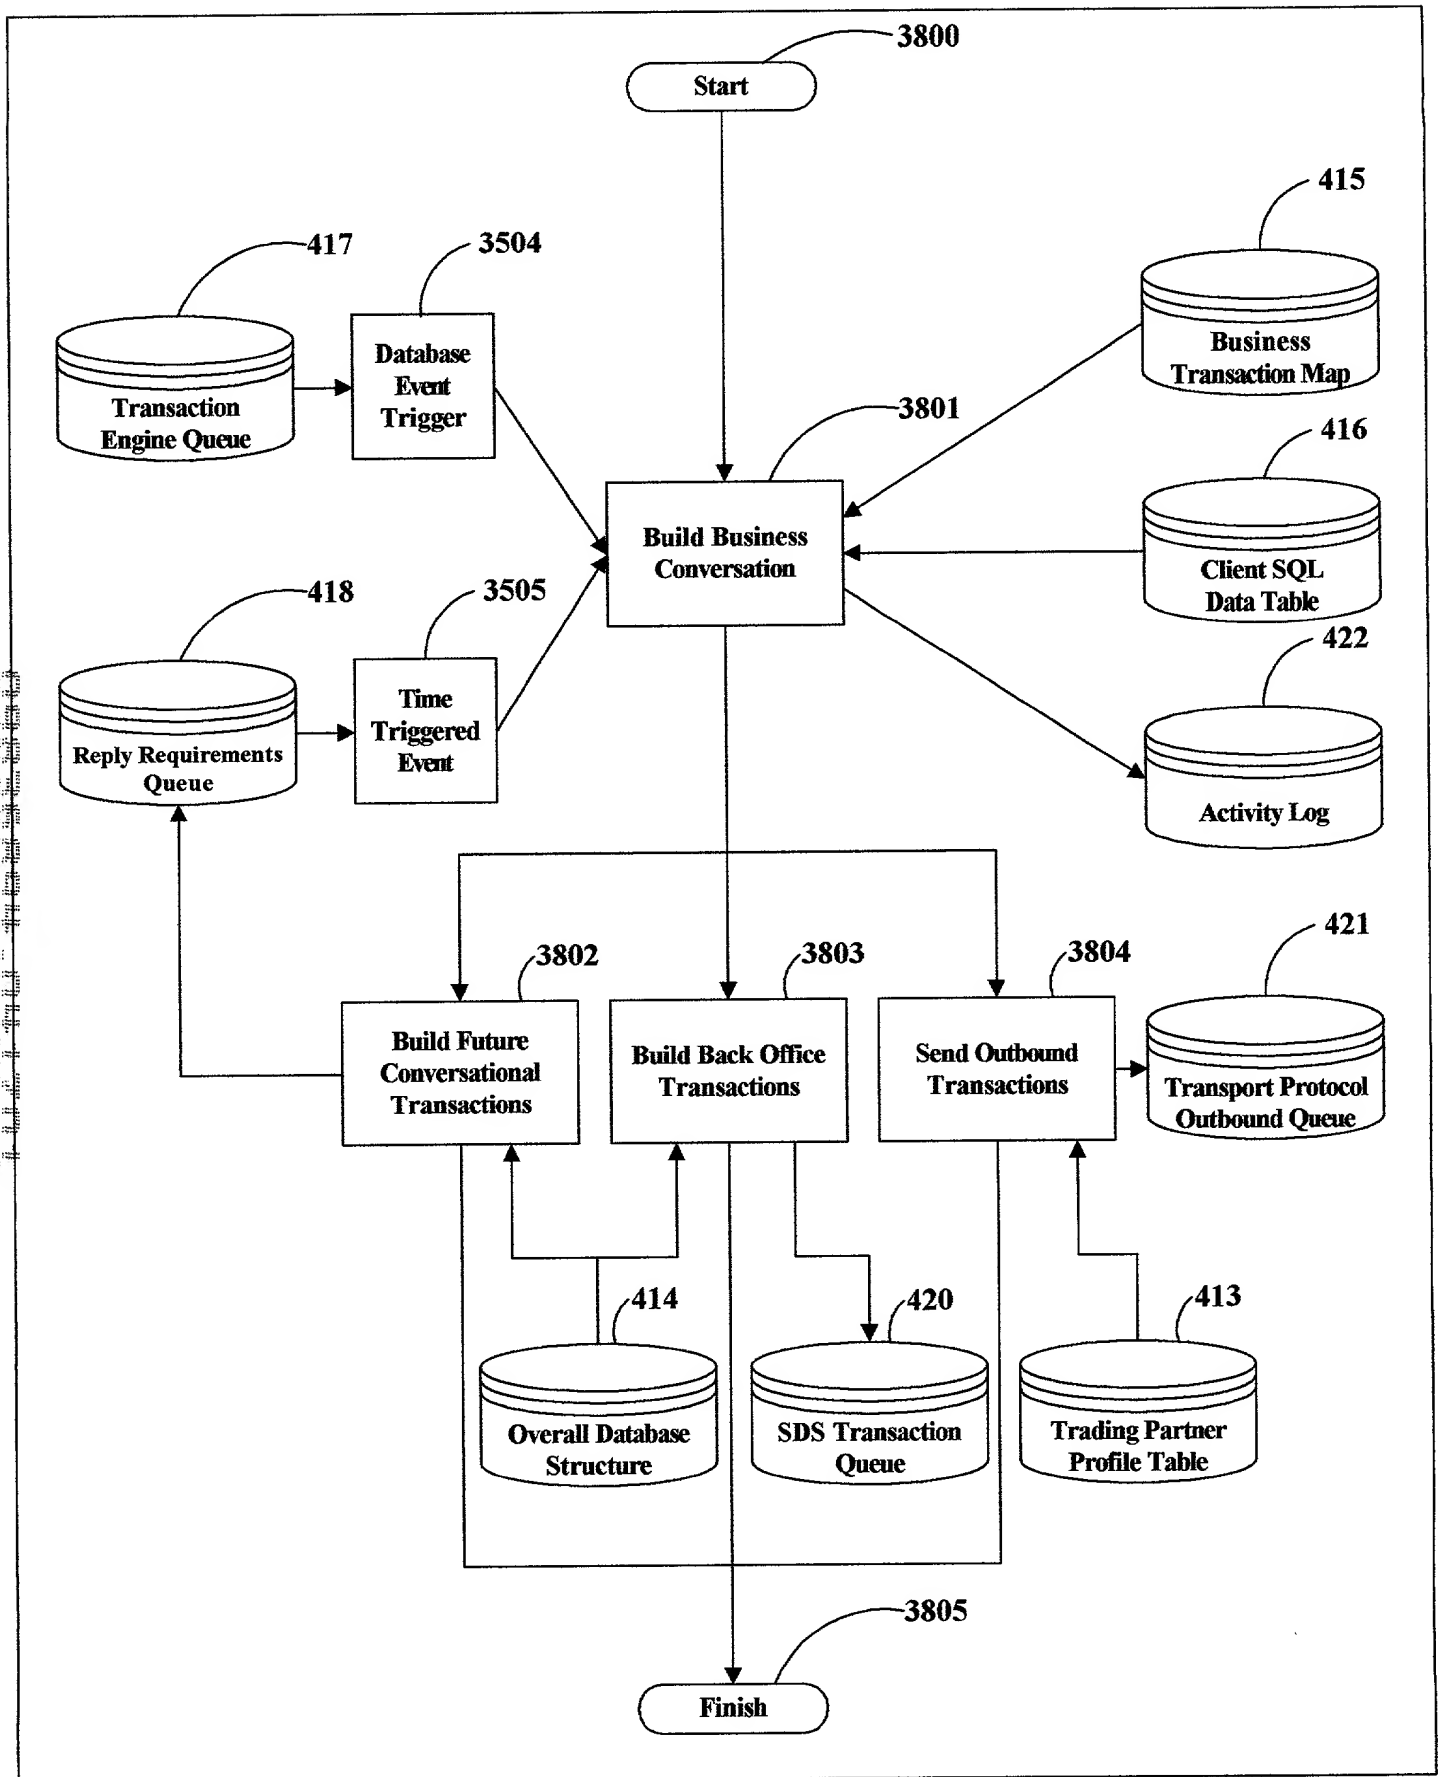 3800
Start
415
417
3504
Database
Event
Trigger
Business
Transaction Map
Transaction
Engine Queue
3801
416
Build Business
Conversation
Client SQL
Data Table
418
3505
422
Time
Triggered
Event
Reply Requirements
Queue
Activity Log
421
3802
3803
3804
Build Future
Conversational
Transactions
Build Back Office
Transactions
Send Outbound
Transactions
Transport Protocol
Outbound Queue
414
420
413
Overall Database
Structure
SDS Transaction
Queue
Trading Partner
Profile Table
3805
Finish